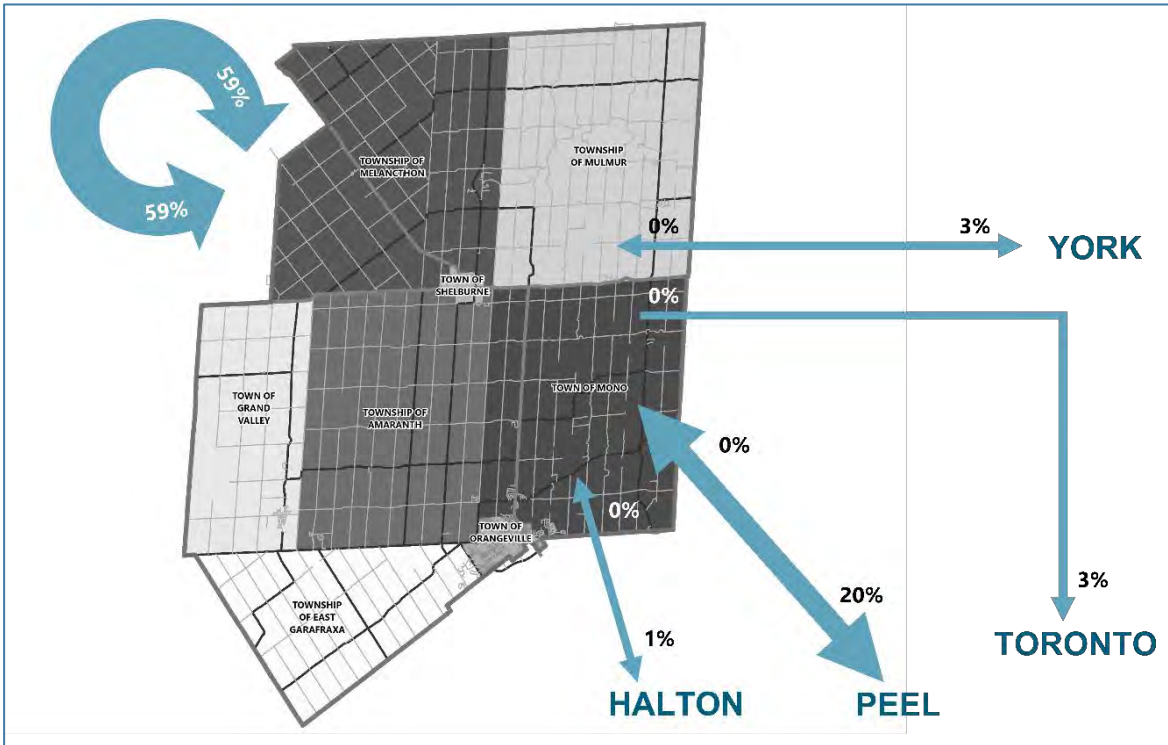 59%
59%
TOWNSHIP OF
MELANCTHON
TOWNSHIP
OF MULMUR
0%
3%
YORK
TOWN OF
SHELBURNE
0%
TOWN OF MONO
TOWN OF
GRAND
VALLEY
TOWNSHIP OF
AMARANTH
0%
0%
TOWN OF
ORANGEVILLE
3%
20%
TOWNSHIP
OF EAST
GARAFRAXA
1%
TORONTO
HALTON
PEEL